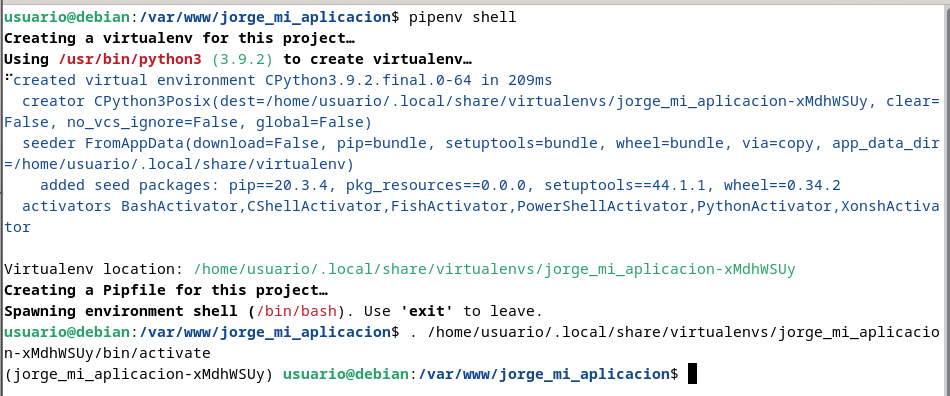 usuario@debian:/var/www/jorge_mi_aplicacion$ pipenv shell
Creating a virtualenv for this project…
Using /usr/bin/python3 (3.9.2) to create virtualenv…
⠋created virtual environment CPython3.9.2.final.0-64 in 209ms
  creator CPython3Posix(dest=/home/usuario/.local/share/virtualenvs/jorge_mi_aplicacion-xMdhWSUy, clear=
False, no_vcs_ignore=False, global=False)
  seeder FromAppData(download=False, pip=bundle, setuptools=bundle, wheel=bundle, via=copy, app_data_dir
=/home/usuario/.local/share/virtualenv)
    added seed packages: pip==20.3.4, pkg_resources==0.0.0, setuptools==44.1.1, wheel==0.34.2
  activators BashActivator,CShellActivator,FishActivator,PowerShellActivator,PythonActivator,XonshActiva
tor

Virtualenv location: /home/usuario/.local/share/virtualenvs/jorge_mi_aplicacion-xMdhWSUy
Creating a Pipfile for this project…
Spawning environment shell (/bin/bash). Use 'exit' to leave.
usuario@debian:/var/www/jorge_mi_aplicacion$ . /home/usuario/.local/share/virtualenvs/jorge_mi_aplicacio
n-xMdhWSUy/bin/activate
(jorge_mi_aplicacion-xMdhWSUy) usuario@debian:/var/www/jorge_mi_aplicacion$